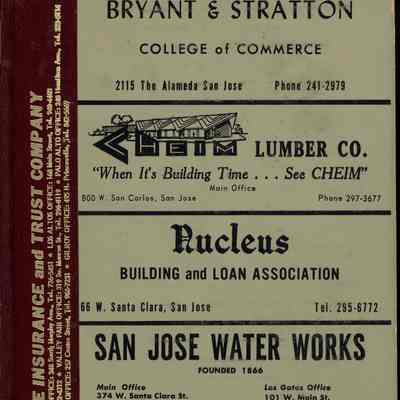 BRYANT & STRATTON
COLLEGE of COMMERCE
2115 The Alameda San Jose Phone 241-2979
CHEIM LUMBER CO.
"When It's Building Time . . . See CHEIM"
Main Office
800 W. San Carlos, San Jose Phone 297-3677
Nucleus
BUILDING and LOAN ASSOCIATION
66 W. Santa Clara, San Jose Tel. 295-6772
SAN JOSE WATER WORKS
FOUNDED 1866
Main Office Los Gatos Office
374 W. Santa Clara St. 101 W. Main St.
E INSURANCE and TRUST COMPANY